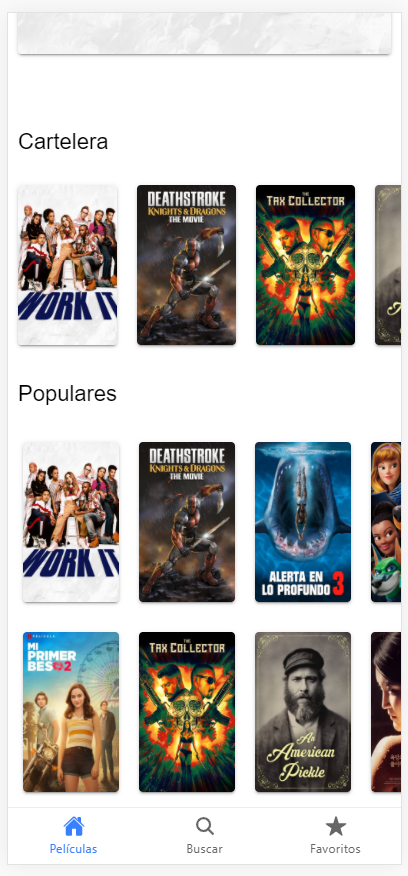 Cartelera
WORK IT
DEATHSTROKE
KNIGHTS & DRAGONS
THE MOVIE
THE
TAX COLLECTOR
A
Populares
WORK IT
DEATHSTROKE
KNIGHTS & DRAGONS
THE MOVIE
ALERTA EN
LO PROFUNDO 3
MI
PRIMER
BESO 2
THE
TAX COLLECTOR
An
American
Pickle
Películas
Buscar
Favoritos